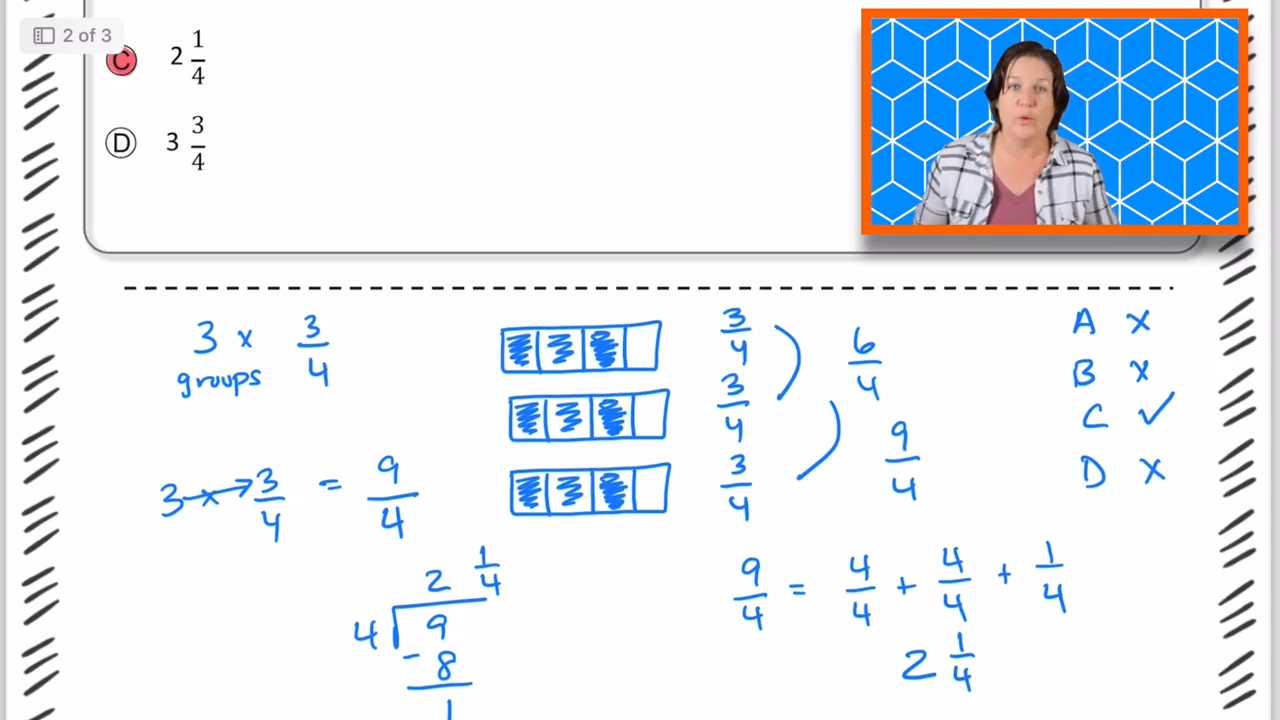 2 of 3
C 2 1/4
D 3 3/4
3 x 3/4
groups
3/4
3/4
6/4
3/4
9/4
A x
B x
C ✓
D x
3 x 3/4 = 9/4
2 1/4
4 9
- 8
1
9/4 = 4/4 + 4/4 + 1/4
2 1/4